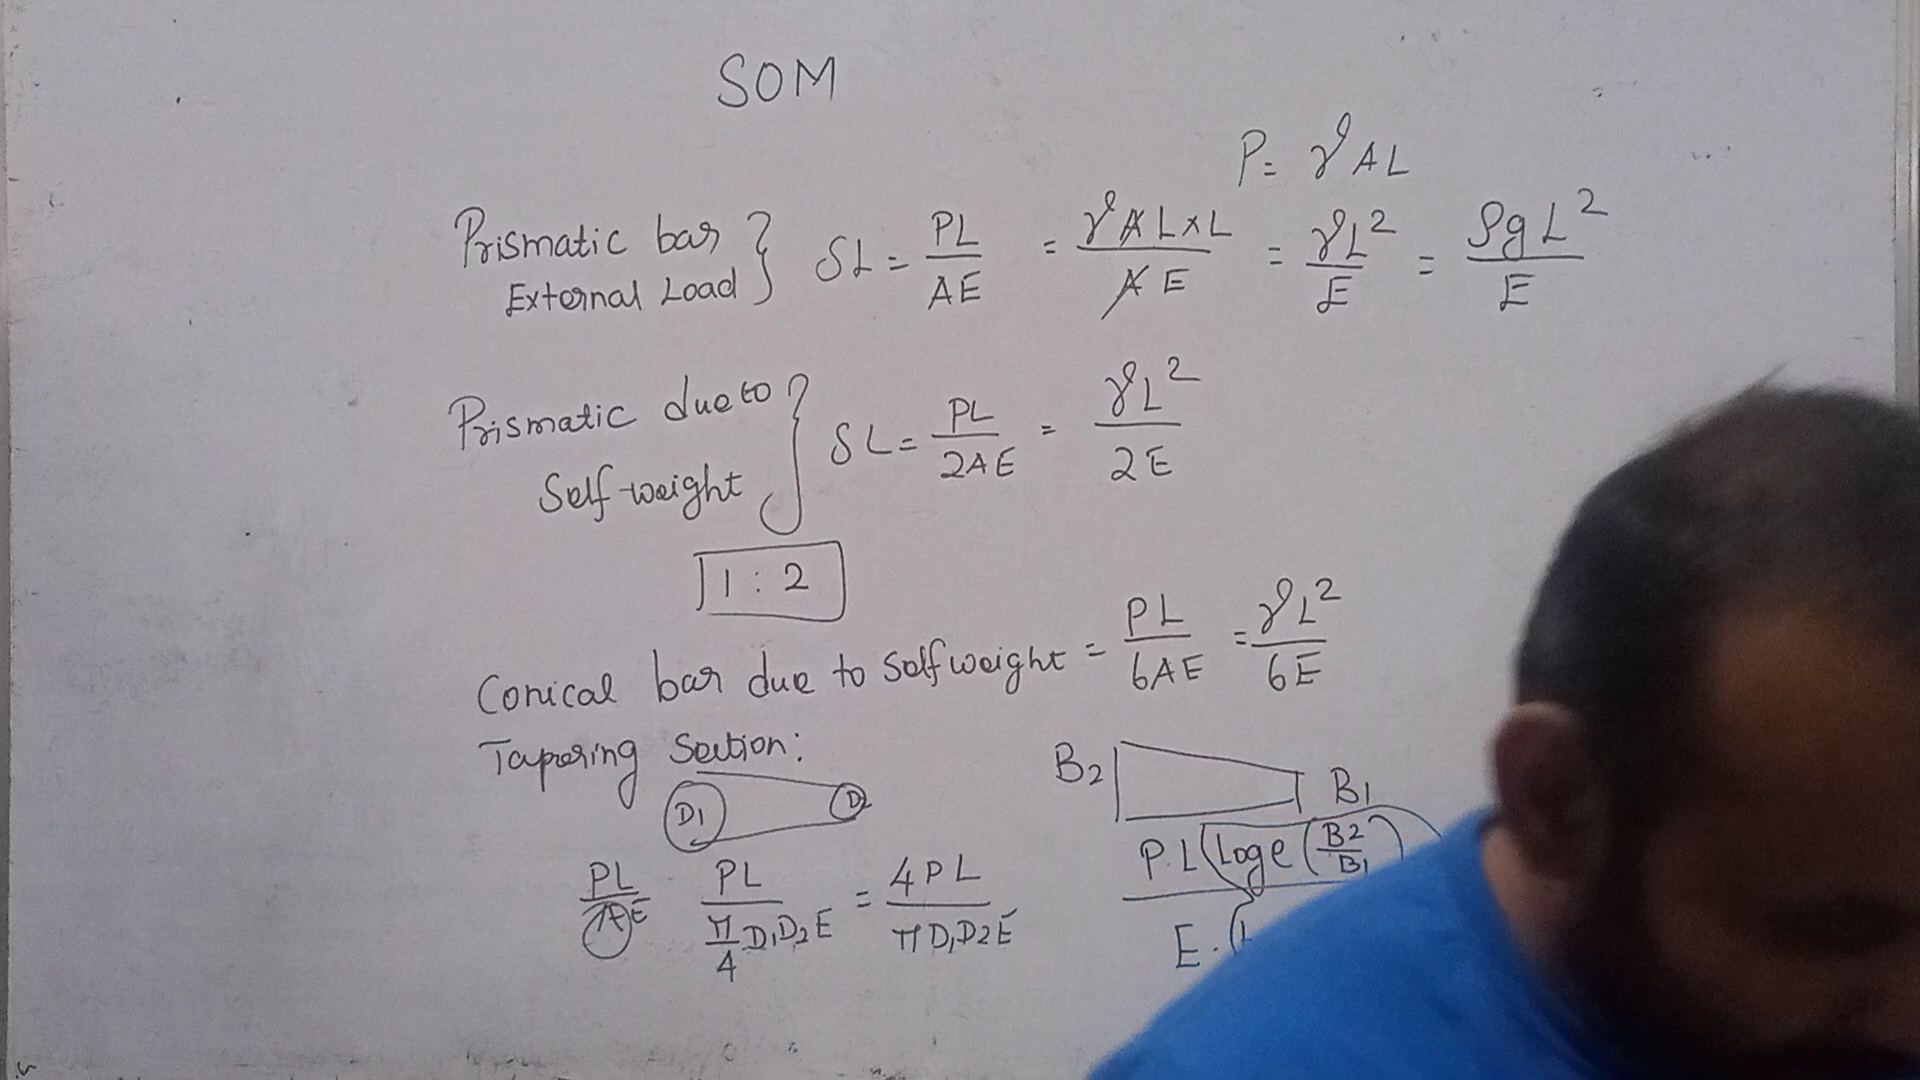 SOM
P = γAL
Prismatic bar
External Load } δL = PL/AE = γALxL/AE = γL²/E = ρgL²/E
Prismatic due to
Self weight } δL = PL/2AE = γL²/2E
1 : 2
Conical bar due to Self weight = PL/6AE = γL²/6E
Tapering Section:
D1 D2
B2 B1
PL/AE PL/(π/4 D1D2E) = 4PL/πD1D2E
P.L(Loge(B2/B1)
E.(